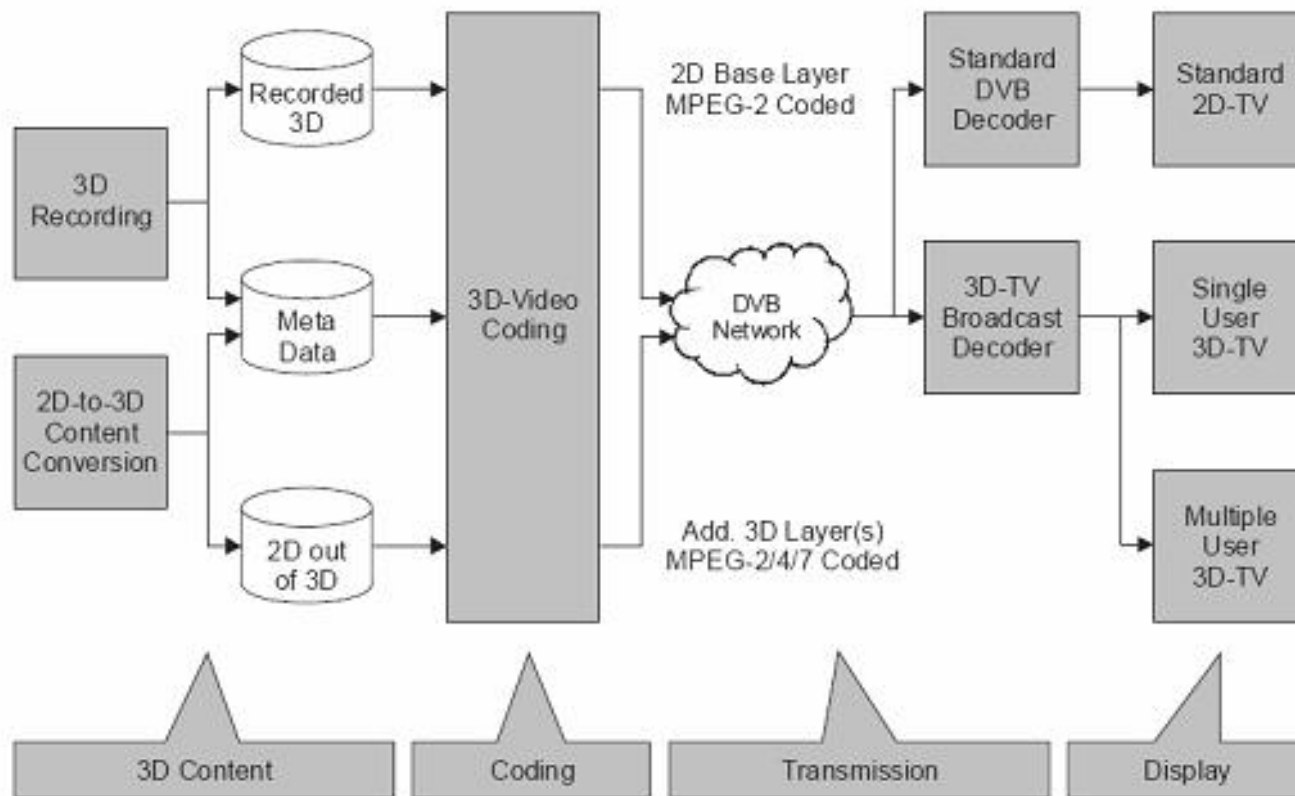 Recorded
3D
2D Base Layer
MPEG-2 Coded
Standard
DVB
Decoder
Standard
2D-TV
3D
Recording
Meta
Data
3D-Video
Coding
DVB
Network
3D-TV
Broadcast
Decoder
Single
User
3D-TV
2D-to-3D
Content
Conversion
2D out
of 3D
Add. 3D Layer(s)
MPEG-2/4/7 Coded
Multiple
User
3D-TV
3D Content
Coding
Transmission
Display